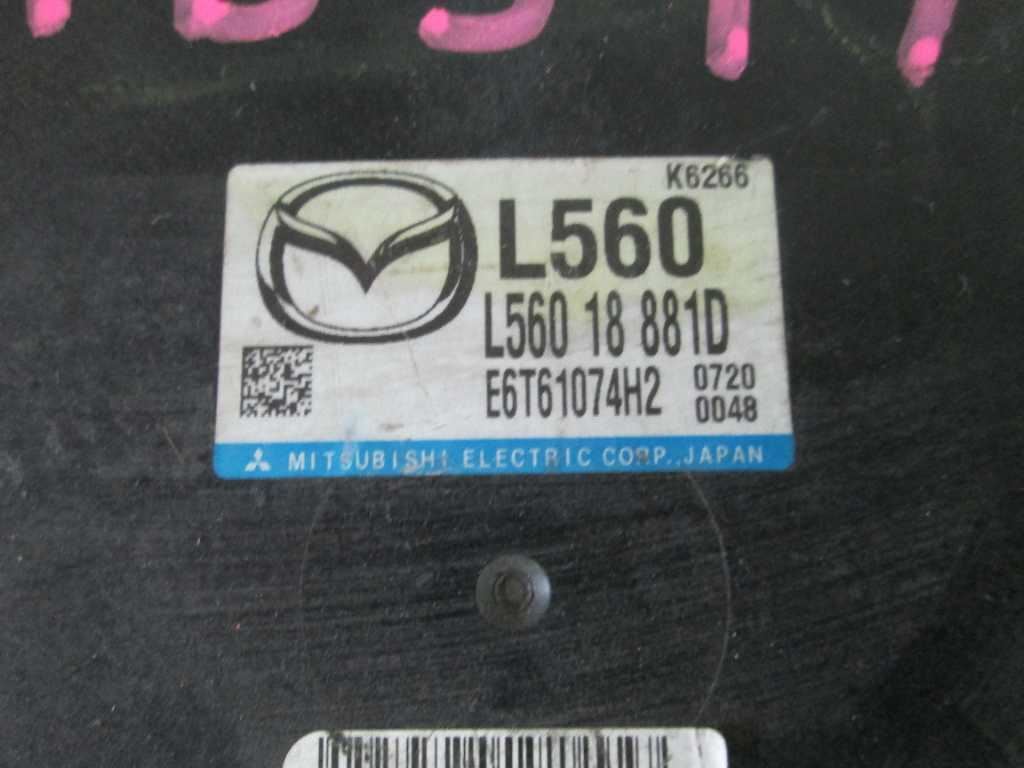 K6266
L560
L560 18 881D
E6T61074H2 0720
0048
MITSUBISHI ELECTRIC CORP., JAPAN